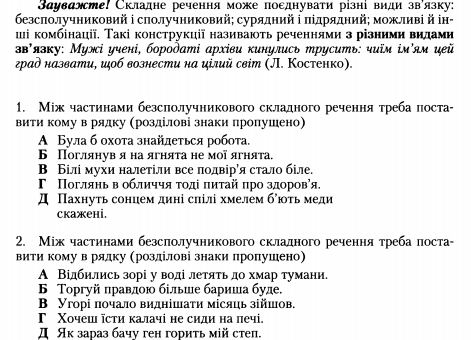 Зауважте! Складне речення може поєднувати різні види зв'язку:
безсполучниковий і сполучниковий; сурядний і підрядний; можливі й ін-
ші комбінації. Такі конструкції називають реченнями з різними видами
зв'язку: Мужі учені, бородаті архіви кинулись трусить: чиїм ім'ям цей
град назвати, щоб вознести на цілий світ (Л. Костенко).
1. Між частинами безсполучникового складного речення треба поста-
вити кому в рядку (розділові знаки пропущено)
А Була б охота знайдеться робота.
Б Поглянув я на ягнята не мої ягнята.
В Білі мухи налетіли все подвір'я стало біле.
Г Поглянь в обличчя тоді питай про здоров'я.
Д Пахнуть сонцем дині спілі хмелем б'ють меди
скажені.
2. Між частинами безсполучникового складного речення треба поста-
вити кому в рядку (розділові знаки пропущено)
А Відбились зорі у воді летять до хмар тумани.
Б Торгуй правдою більше бариша буде.
В Угорі почало виднішати місяць зійшов.
Г Хочеш їсти калачі не сиди на печі.
Д Як зараз бачу ген горить мій степ.